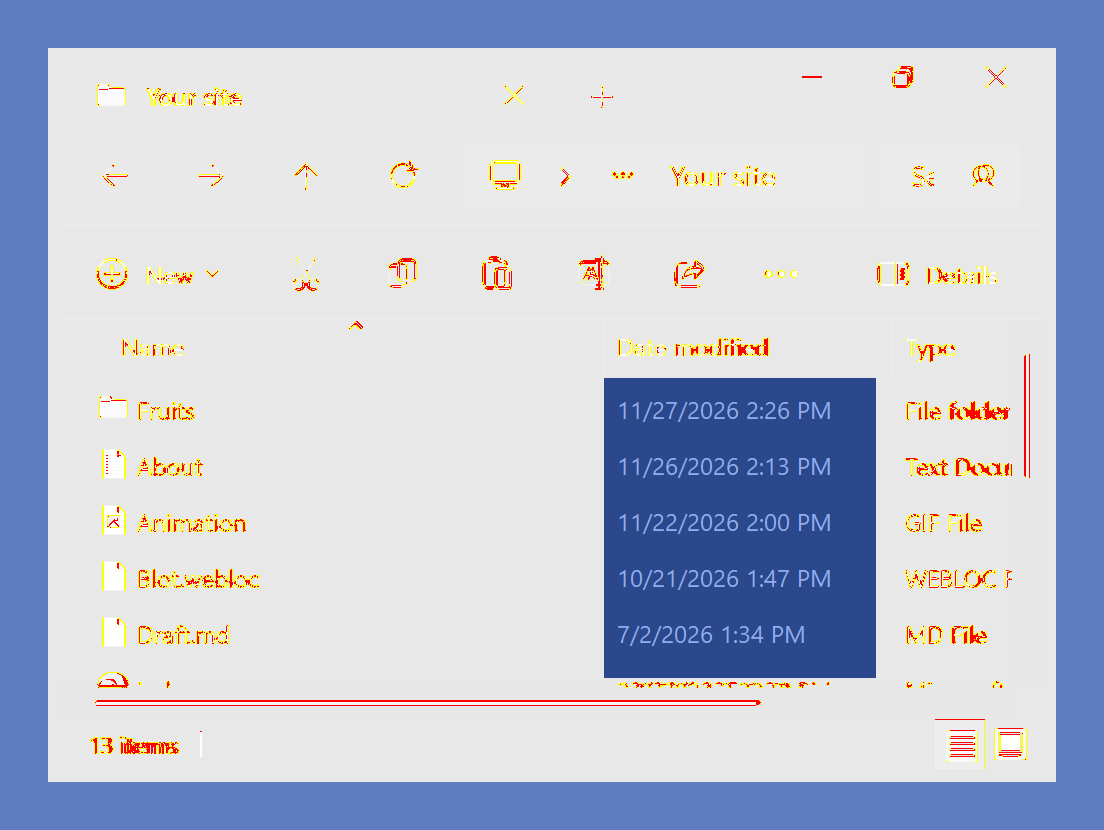 Your site
Your site
New
Details
Name
Date modified
Type
Fruits
11/27/2026 2:26 PM
File folder
About
11/26/2026 2:13 PM
Text Docu
Animation
11/22/2026 2:00 PM
GIF File
Blot.webloc
10/21/2026 1:47 PM
WEBLOC F
Draft.md
7/2/2026 1:34 PM
MD File
13 items